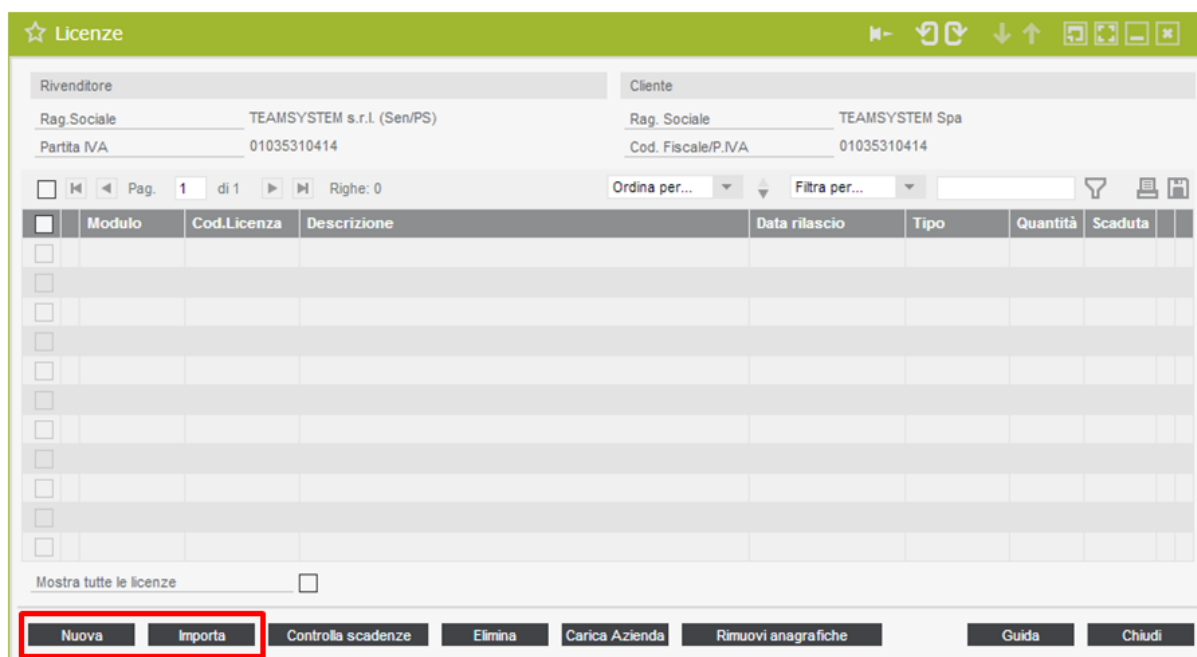 Licenze
Rivenditore Cliente
Rag.Sociale TEAMSYSTEM s.r.l. (Sen/PS) Rag. Sociale TEAMSYSTEM Spa
Partita IVA 01035310414 Cod. Fiscale/P.IVA 01035310414
Pag. 1 di 1 Righe: 0 Ordina per... Filtra per...
Modulo Cod.Licenza Descrizione Data rilascio Tipo Quantità Scaduta
Mostra tutte le licenze
Nuova Importa Controlla scadenze Elimina Carica Azienda Rimuovi anagrafiche Guida Chiudi